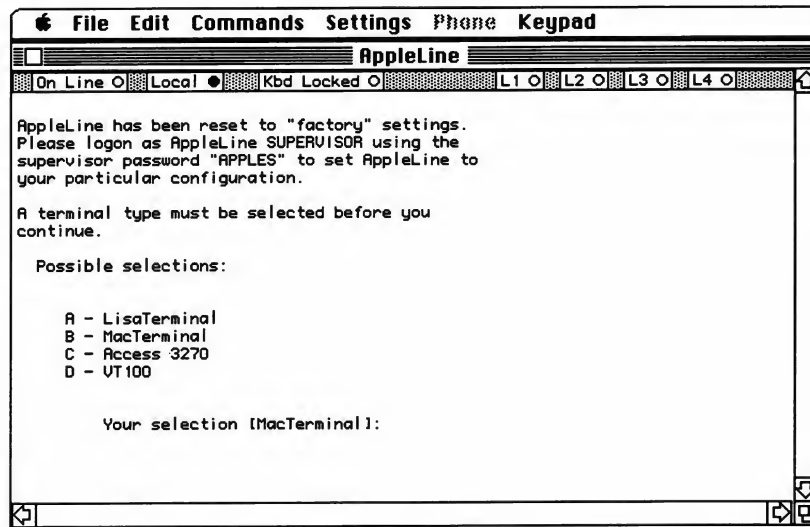 File Edit Commands Settings Phone Keypad
AppleLine
On Line Local Kbd Locked L1 L2 L3 L4
AppleLine has been reset to "factory" settings.
Please logon as AppleLine SUPERVISOR using the
supervisor password "APPLES" to set AppleLine to
your particular configuration.
A terminal type must be selected before you
continue.
Possible selections:
A - LisaTerminal
B - MacTerminal
C - Access 3270
D - VT100
Your selection [MacTerminal]: